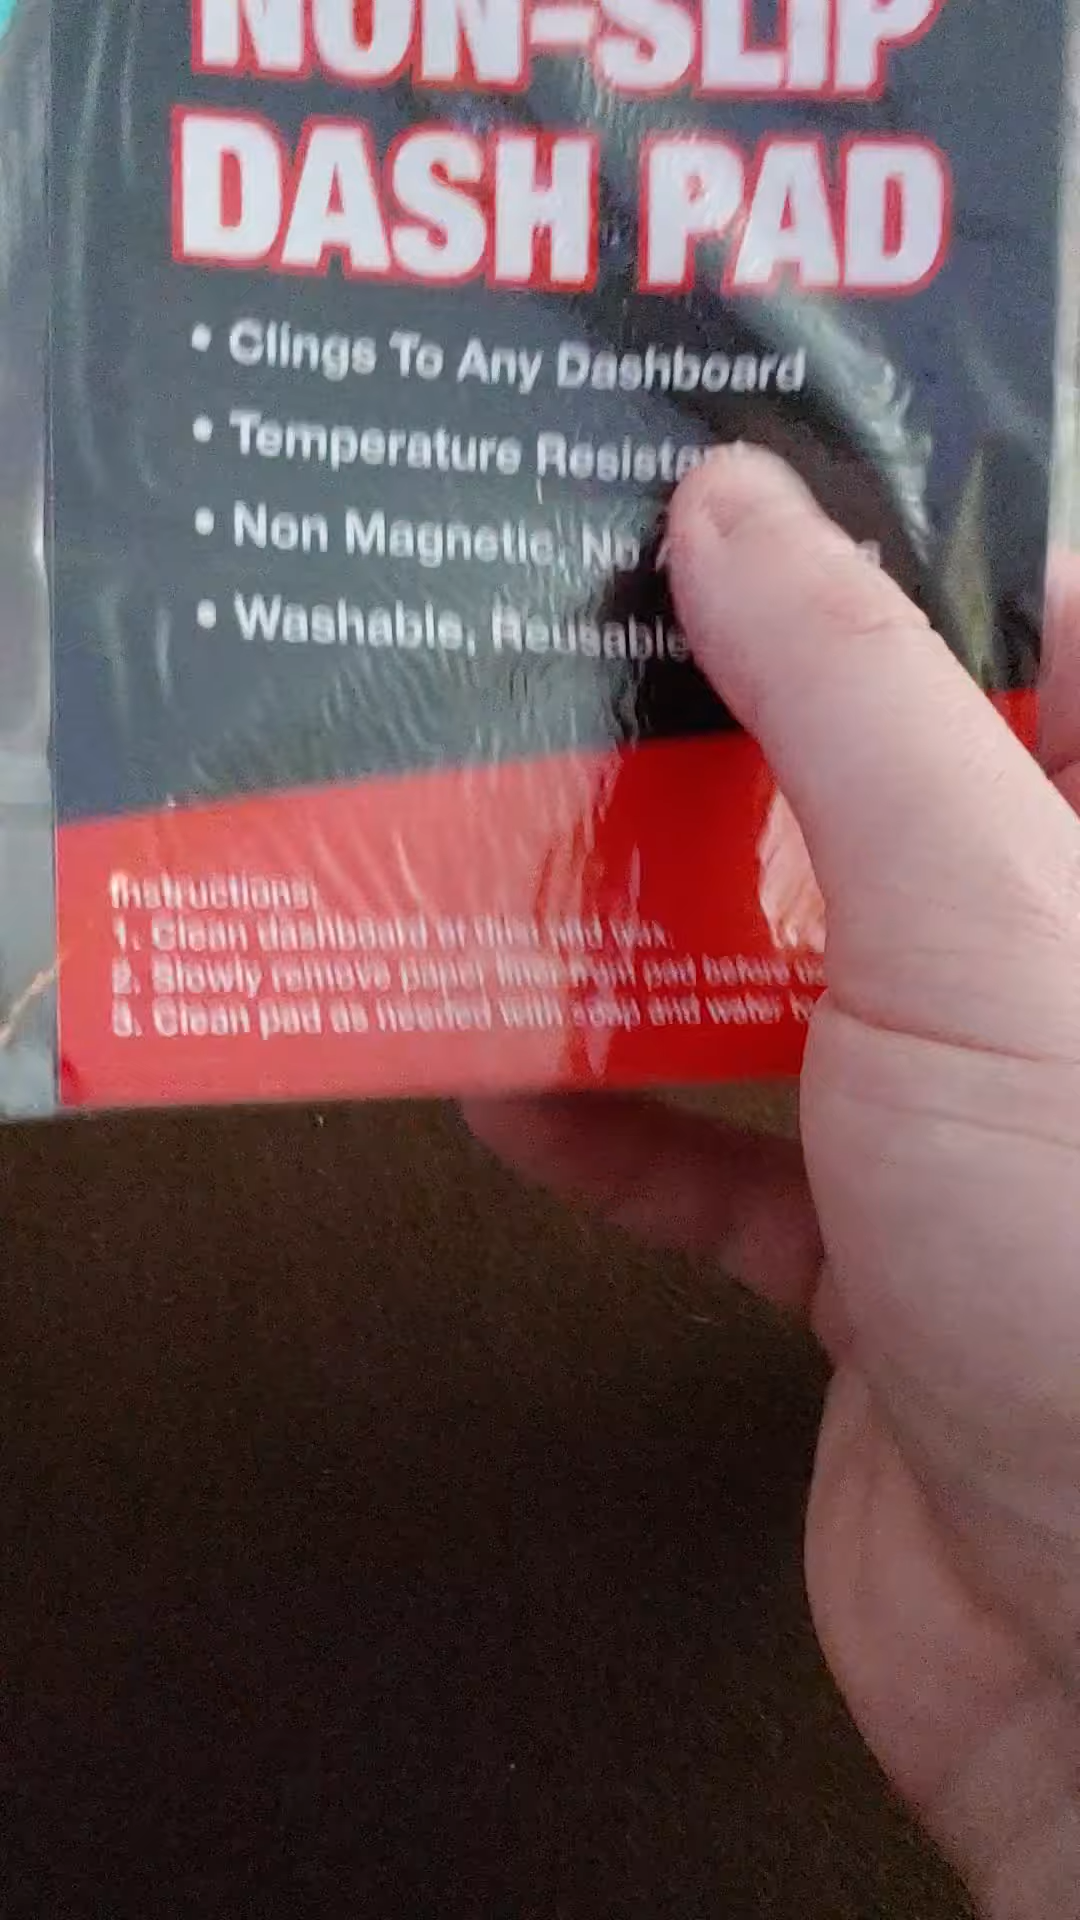 NON-SLIP
DASH PAD
• Clings To Any Dashboard
• Temperature Resistant
• Non Magnetic, No
• Washable, Reusable
Instructions:
1. Clean dashboard of dust and wax.
2. Slowly remove paper liner from pad before
3. Clean pad as needed with soap and water